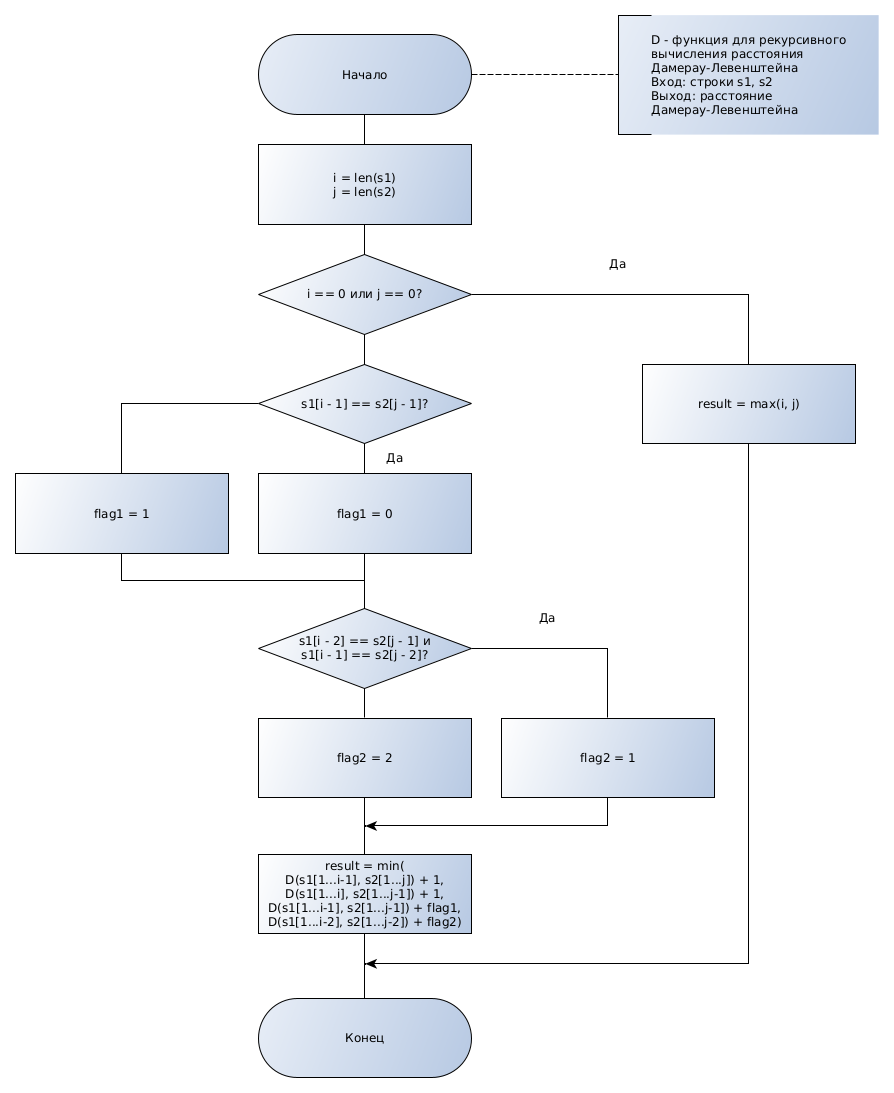 Начало
D - функция для рекурсивного
вычисления расстояния
Дамерау-Левенштейна
Вход: строки s1, s2
Выход: расстояние
Дамерау-Левенштейна
i = len(s1)
j = len(s2)
i == 0 или j == 0?
Да
s1[i - 1] == s2[j - 1]?
result = max(i, j)
Да
flag1 = 1
flag1 = 0
s1[i - 2] == s2[j - 1] и
s1[i - 1] == s2[j - 2]?
Да
flag2 = 2
flag2 = 1
result = min(
D(s1[1...i-1], s2[1...j]) + 1,
D(s1[1...i], s2[1...j-1]) + 1,
D(s1[1...i-1], s2[1...j-1]) + flag1,
D(s1[1...i-2], s2[1...j-2]) + flag2)
Конец